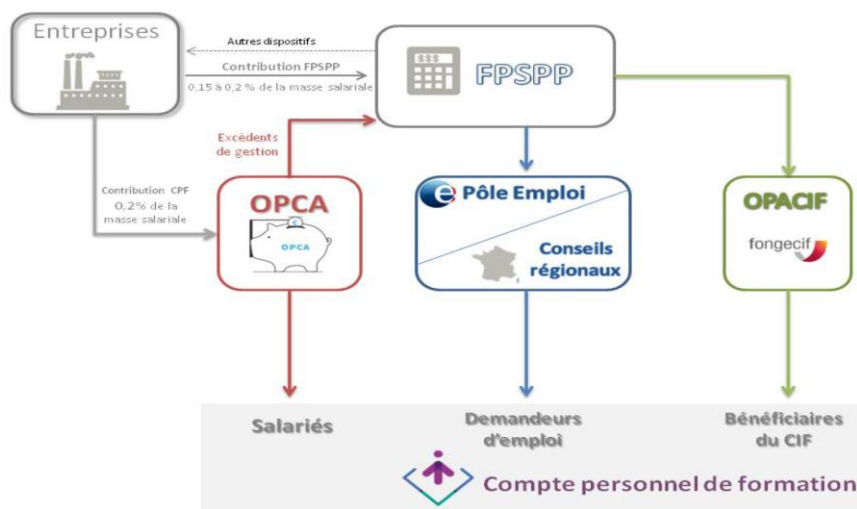 Entreprises
Autres dispositifs
Contribution FPSPP
0,15 à 0,2 % de la masse salariale
$$$
FPSPP
Excédents
de gestion
Contribution CPF
0,2% de la
masse salariale
OPCA
€
OPCA
e Pôle Emploi
Conseils
régionaux
OPACIF
fongecif
Salariés
Demandeurs
d'emploi
Bénéficiaires
du CIF
Compte personnel de formation